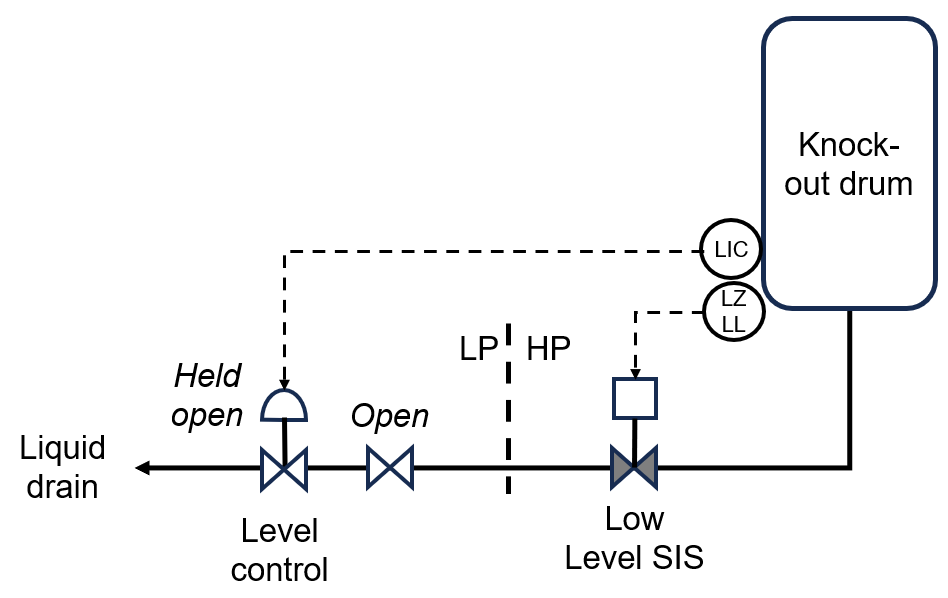 Knock-
out drum
LIC
LZ
LL
LP
HP
Held
open
Open
Liquid
drain
Level
control
Low
Level SIS